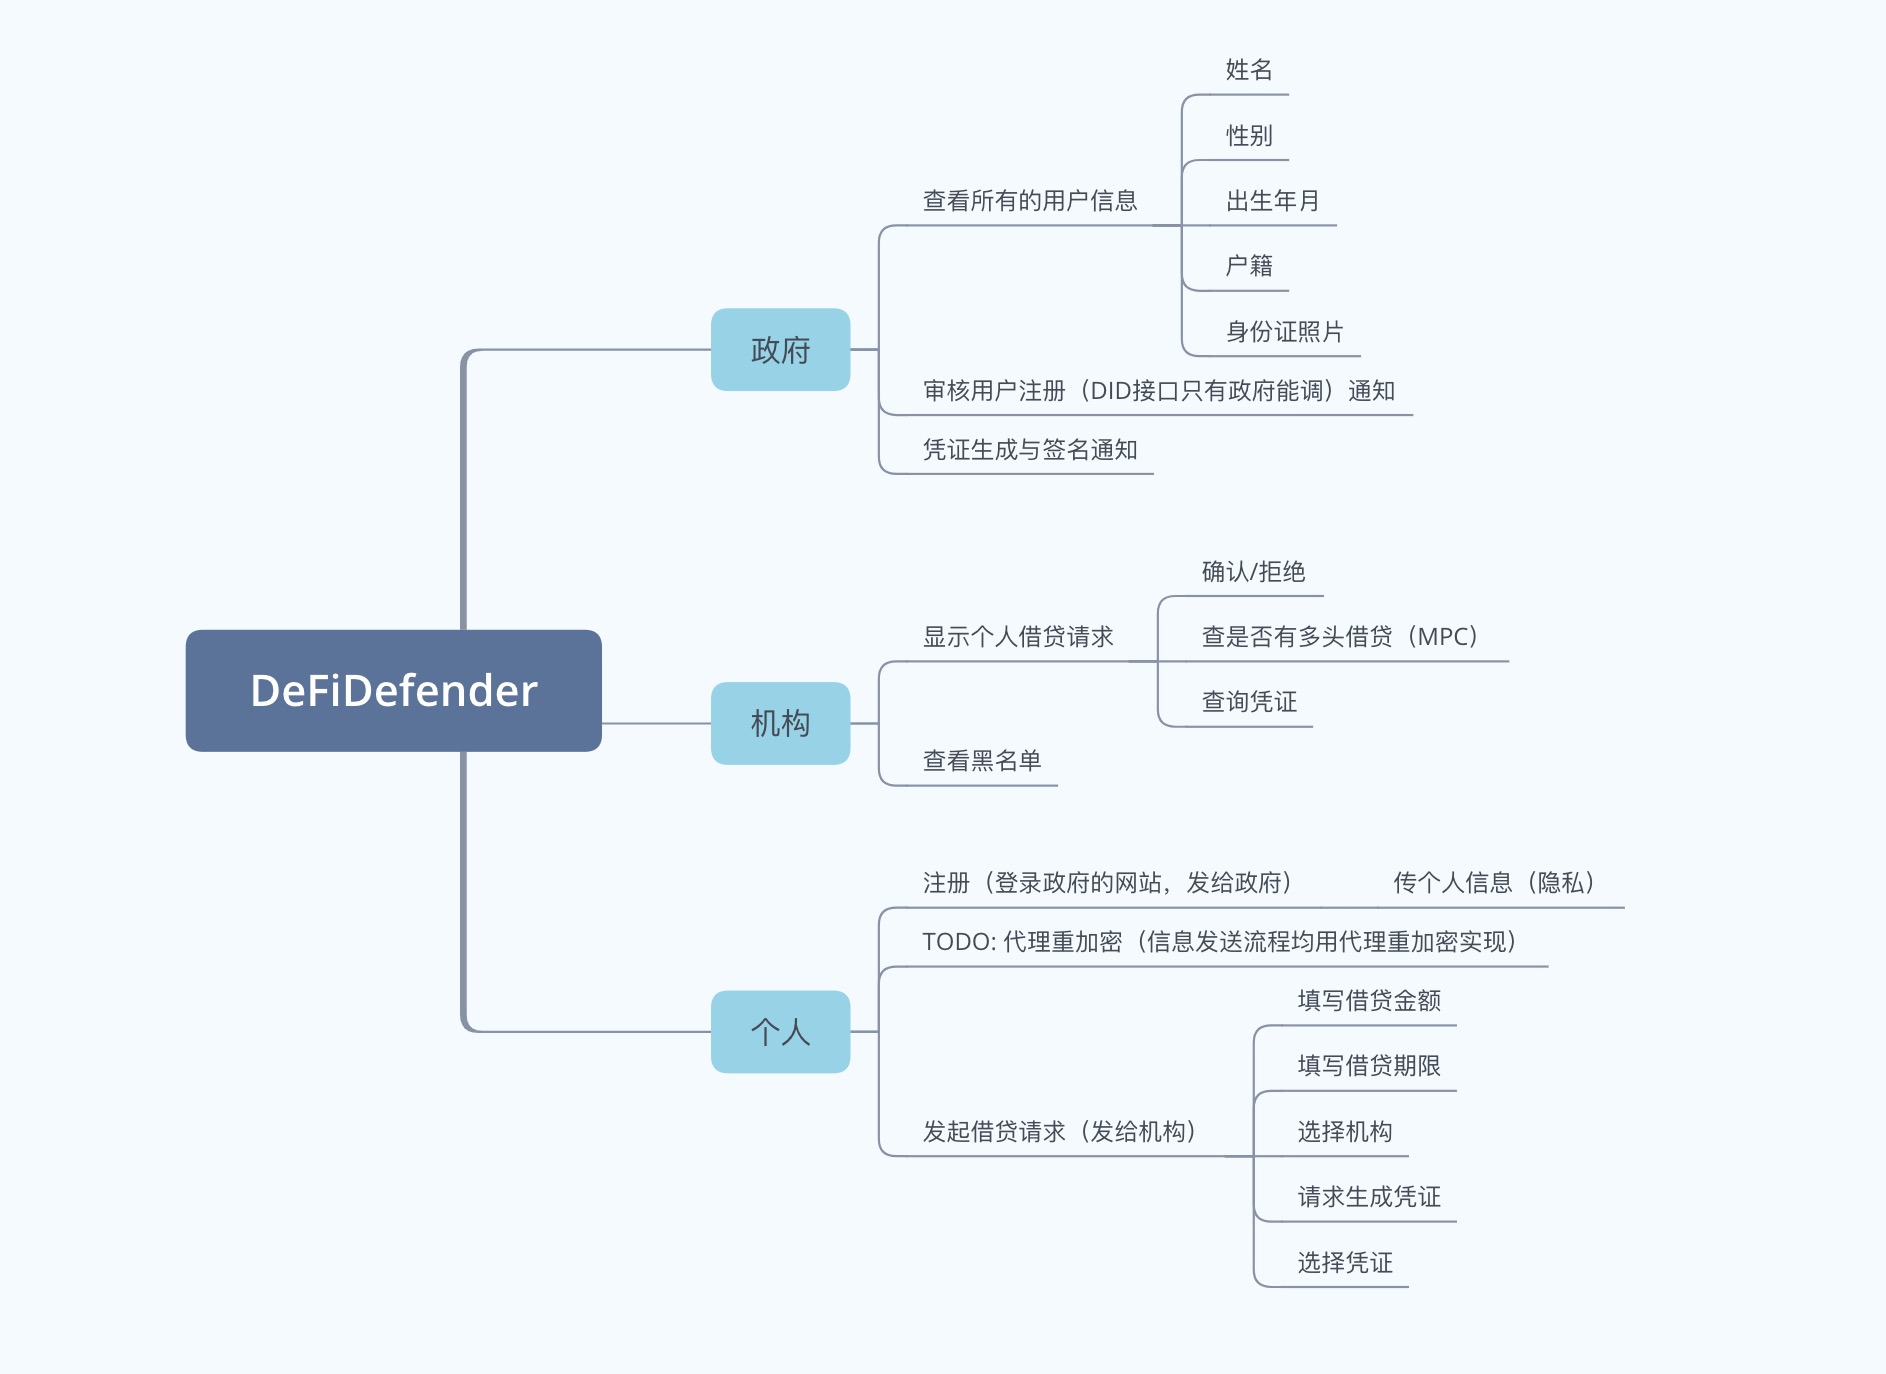 DeFiDefender
政府
查看所有的用户信息
姓名
性别
出生年月
户籍
身份证照片
审核用户注册（DID接口只有政府能调）通知
凭证生成与签名通知
机构
显示个人借贷请求
确认/拒绝
查是否有多头借贷（MPC）
查询凭证
查看黑名单
个人
注册（登录政府的网站，发给政府）
传个人信息（隐私）
TODO: 代理重加密（信息发送流程均用代理重加密实现）
发起借贷请求（发给机构）
填写借贷金额
填写借贷期限
选择机构
请求生成凭证
选择凭证